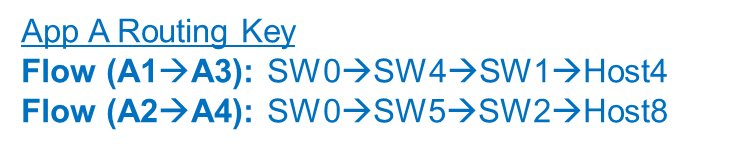 App A Routing Key
Flow (A1→A3): SW0→SW4→SW1→Host4
Flow (A2→A4): SW0→SW5→SW2→Host8